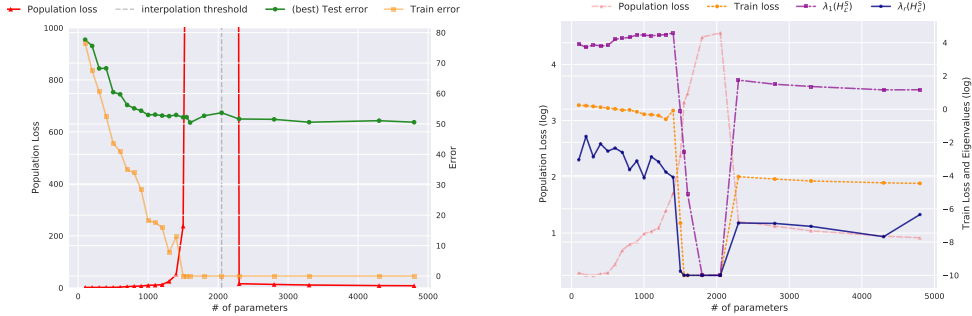 Population loss interpolation threshold (best) Test error Train error
1000
800
600
400
200
0
80
70
60
50
40
30
20
10
0
0 1000 2000 3000 4000 5000
Population Loss
Error
# of parameters
Population loss Train loss λ₁(H^S_L) λᵣ(H^S_L)
4
3
2
1
4
2
0
−2
−4
−6
−8
−10
0 1000 2000 3000 4000 5000
Population Loss (log)
Train Loss and Eigenvalues (log)
# of parameters